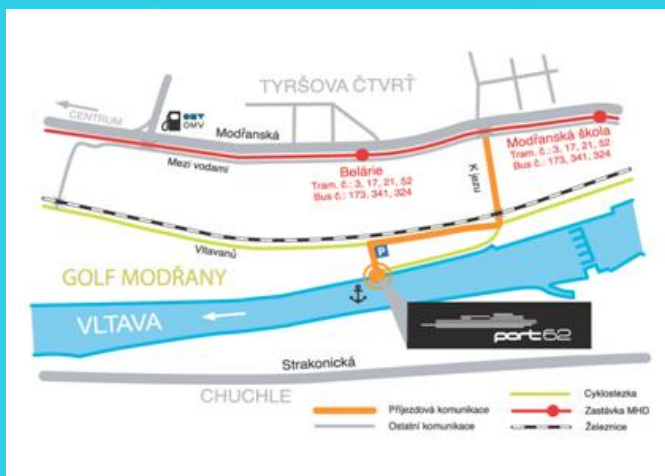 TYRŠOVA ČTVRŤ
CENTRUM
OMV
OMV
Modřanská
Mezi vodami
Belárie
Tram. č.: 3, 17, 21, 52
Bus č.: 173, 341, 324
Modřanská škola
Tram. č.: 3, 17, 21, 52
Bus č.: 173, 341, 324
K jezu
Vltavanů
P
GOLF MODŘANY
VLTAVA
port62
Strakonická
CHUCHLE
Příjezdová komunikace
Ostatní komunikace
Cyklostezka
Zastávka MHD
Železnice